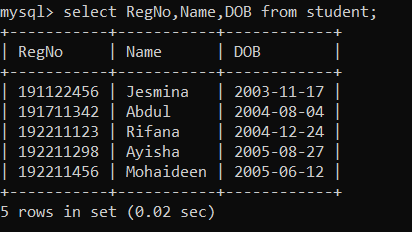 mysql> select RegNo,Name,DOB from student;
+-----------+-----------+------------+
| RegNo     | Name      | DOB        |
+-----------+-----------+------------+
| 191122456 | Jesmina   | 2003-11-17 |
| 191711342 | Abdul     | 2004-08-04 |
| 192211123 | Rifana    | 2004-12-24 |
| 192211298 | Ayisha    | 2005-08-27 |
| 192211456 | Mohaideen | 2005-06-12 |
+-----------+-----------+------------+
5 rows in set (0.02 sec)